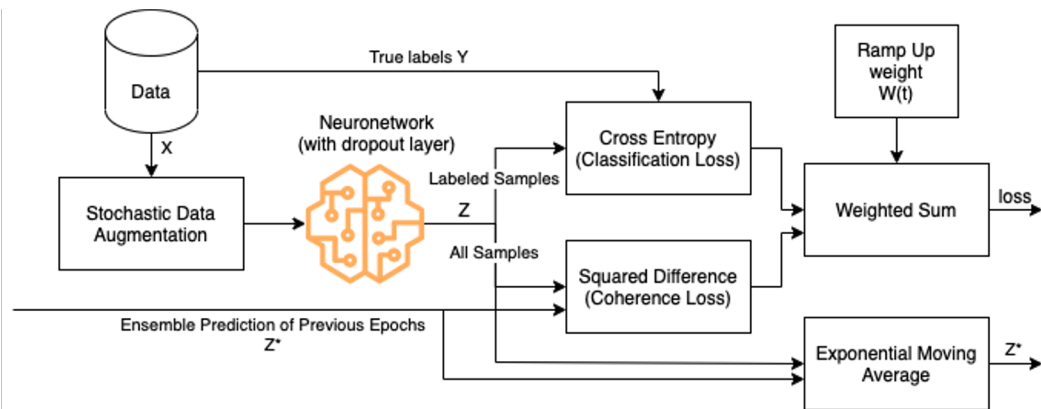 True labels Y
Ramp Up
weight
W(t)
Data
Neuronetwork
(with dropout layer)
X
Cross Entropy
(Classification Loss)
Labeled Samples
Z
Stochastic Data
Augmentation
Weighted Sum
loss
All Samples
Squared Difference
(Coherence Loss)
Ensemble Prediction of Previous Epochs
Z*
Exponential Moving
Average
Z*